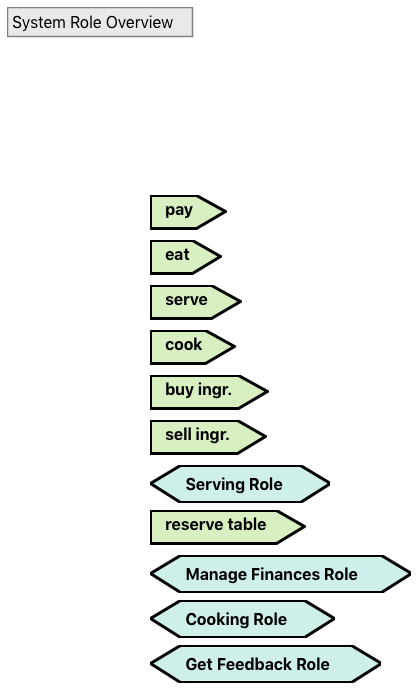 System Role Overview
pay
eat
serve
cook
buy ingr.
sell ingr.
Serving Role
reserve table
Manage Finances Role
Cooking Role
Get Feedback Role